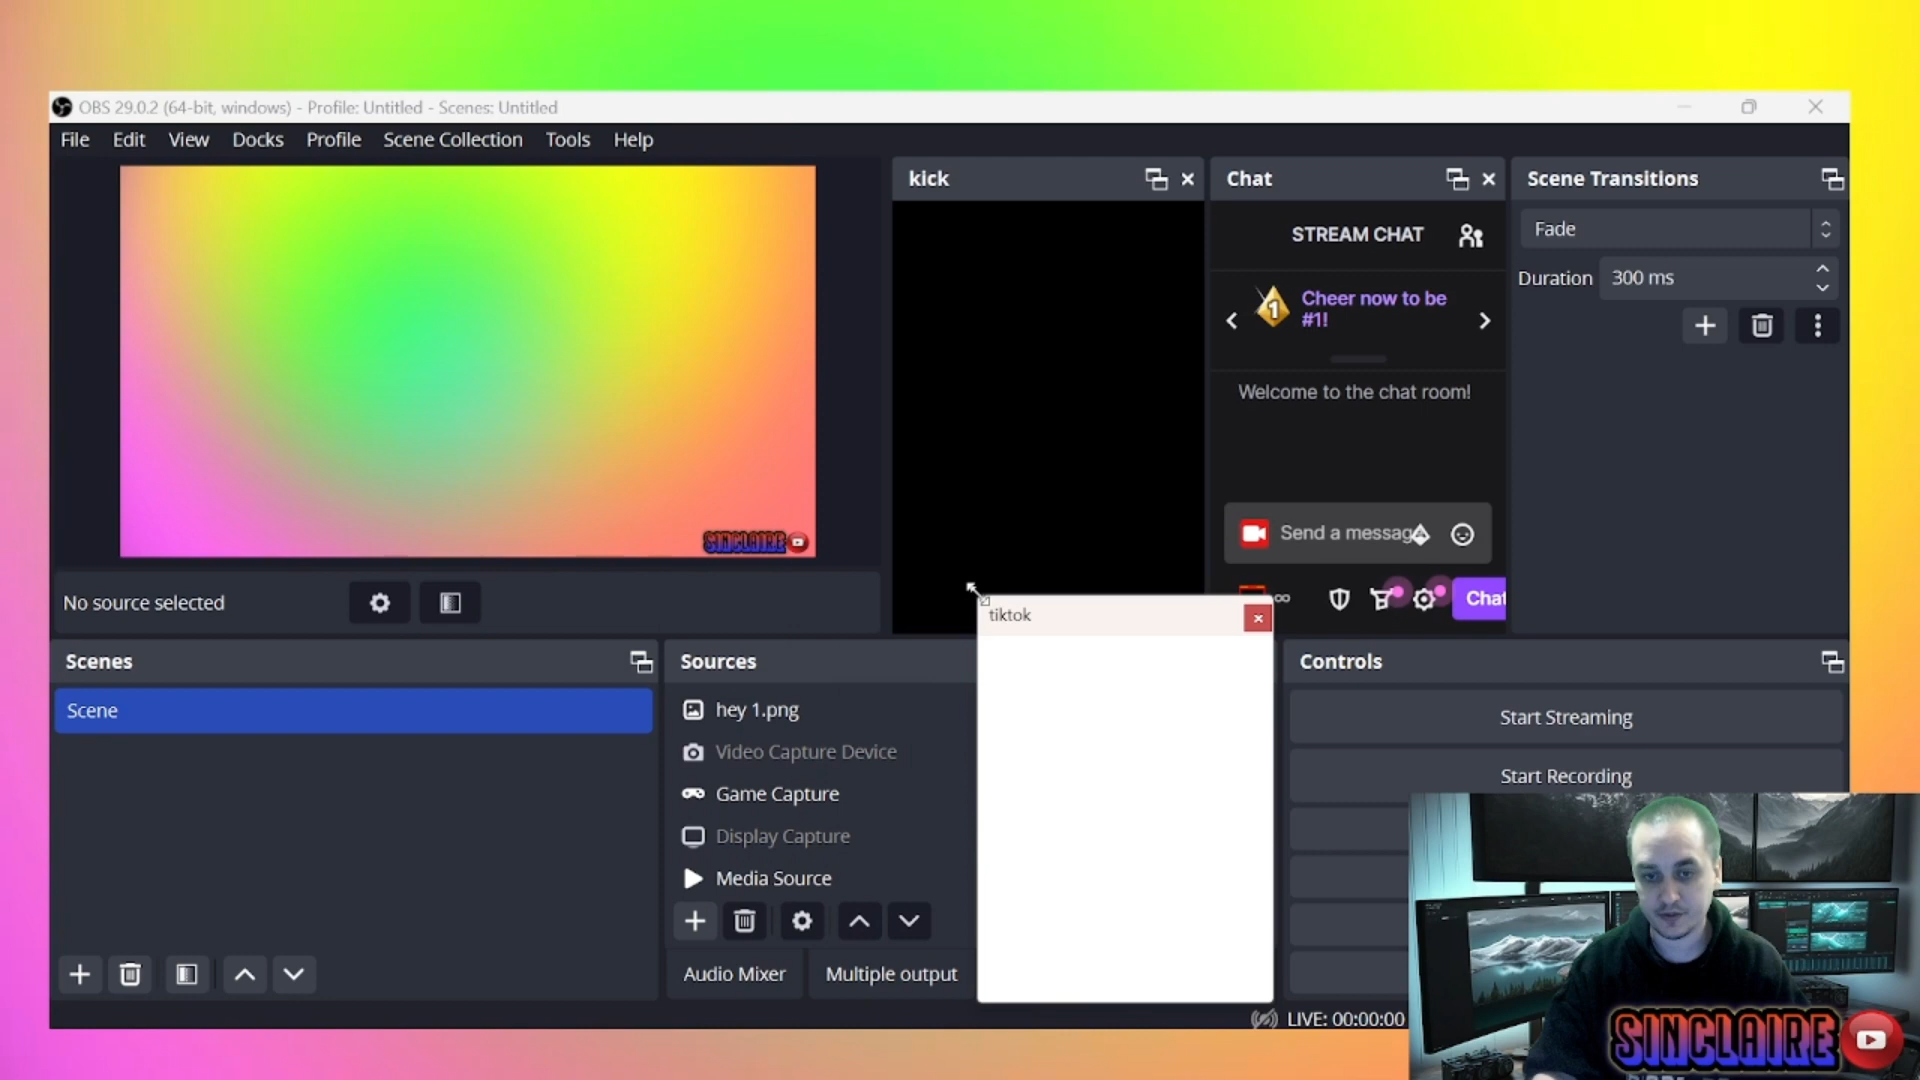 OBS 29.0.2 (64-bit, windows) - Profile: Untitled - Scenes: Untitled
File Edit View Docks Profile Scene Collection Tools Help
kick
Chat
Scene Transitions
STREAM CHAT
Fade
Duration 300 ms
1
Cheer now to be
#1!
Welcome to the chat room!
Send a messag
SINCLAIRE
No source selected
Chat
tiktok
Scenes
Sources
Controls
Scene
hey 1.png
Video Capture Device
Game Capture
Display Capture
Media Source
Start Streaming
Start Recording
Audio Mixer
Multiple output
LIVE: 00:00:00
SINCLAIRE